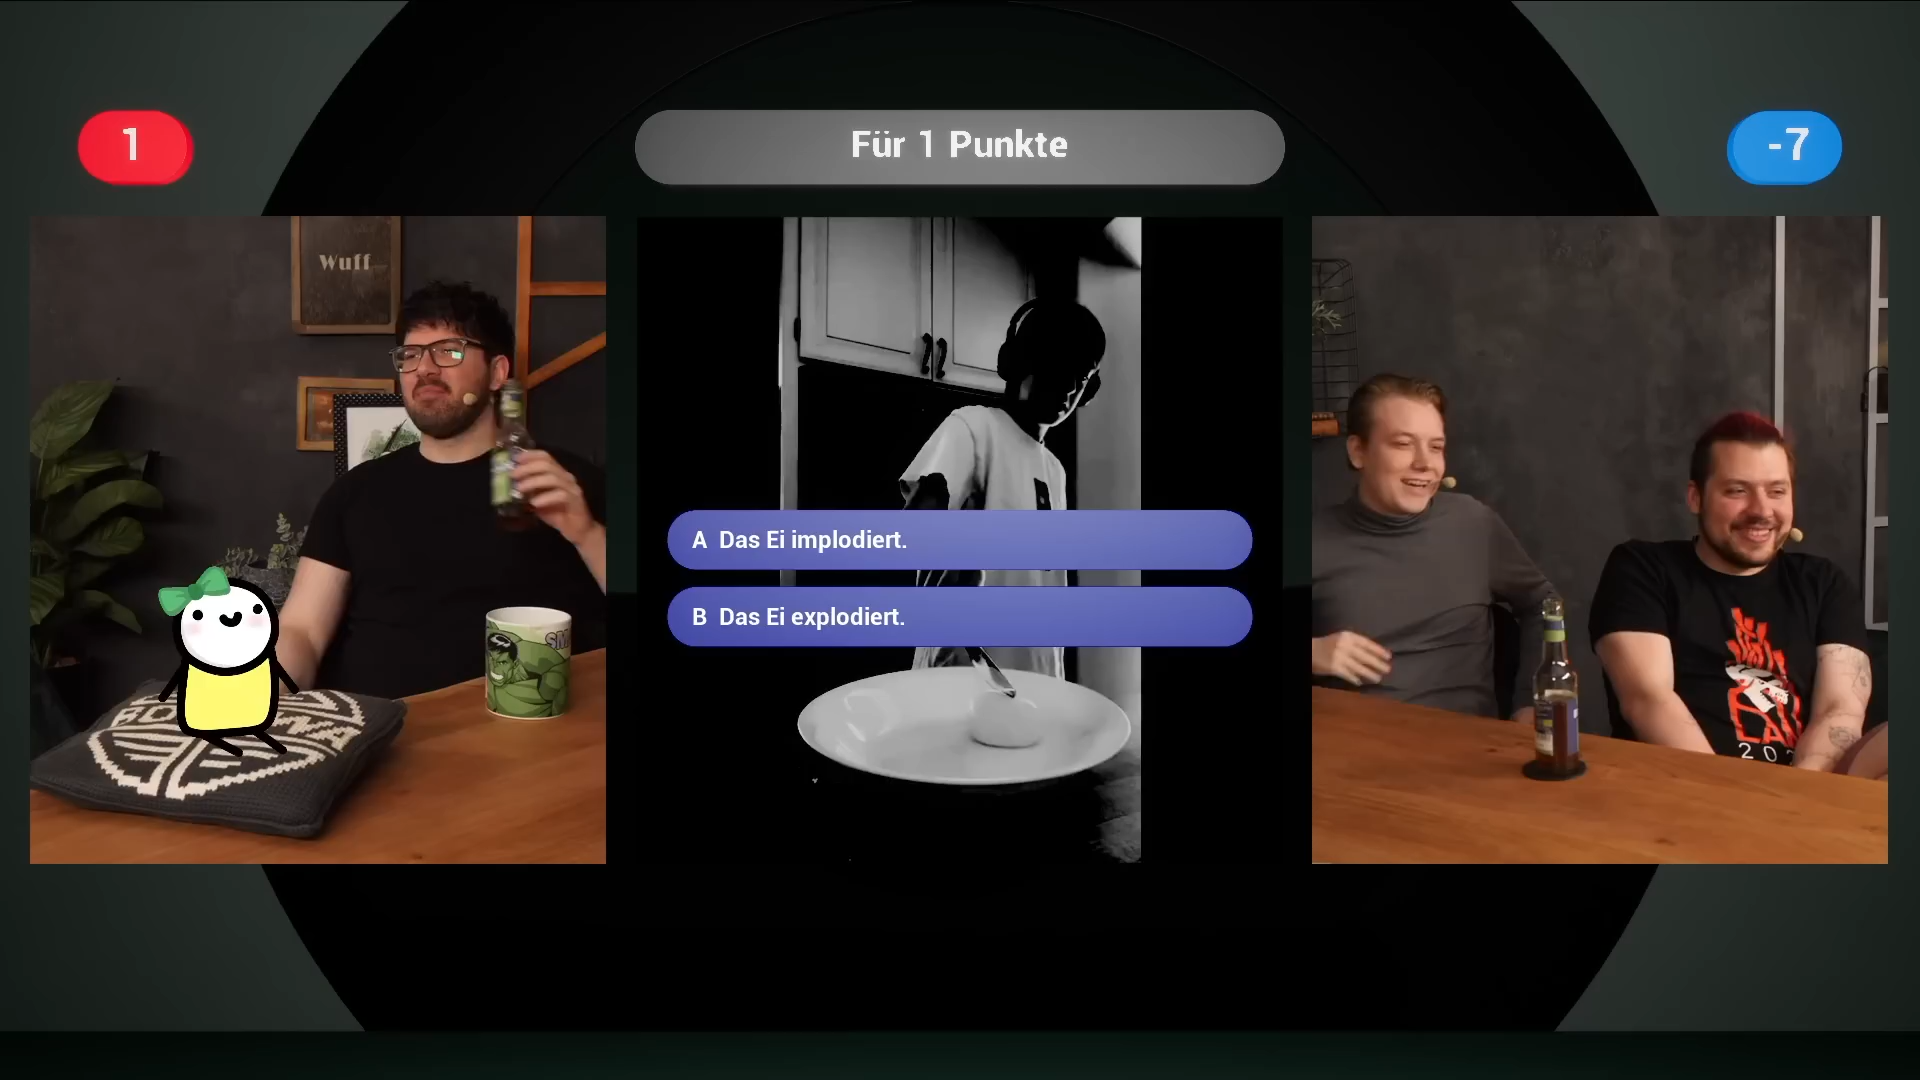 1
Für 1 Punkte
-7
Wuff
A Das Ei implodiert.
B Das Ei explodiert.